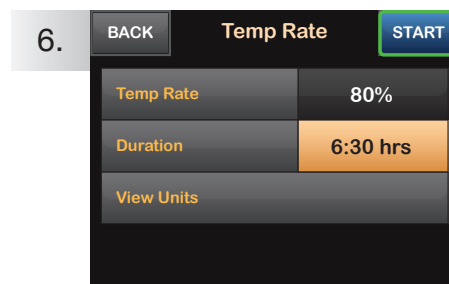 6.
BACK Temp Rate START
Temp Rate 80%
Duration 6:30 hrs
View Units